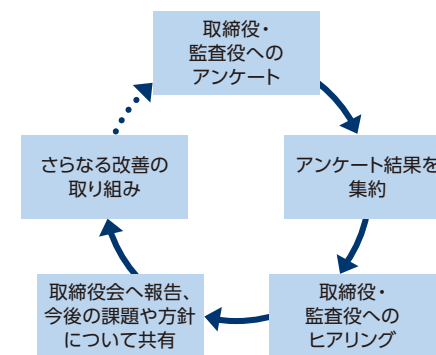 取締役・
監査役への
アンケート
アンケート結果を
集約
取締役・
監査役への
ヒアリング
取締役会へ報告、
今後の課題や方針
について共有
さらなる改善の
取り組み